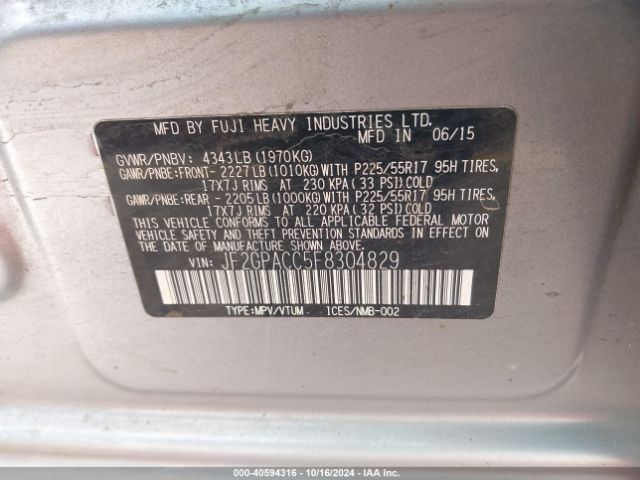 MFD BY FUJI HEAVY INDUSTRIES LTD.
MFD IN 06/15
GVWR/PNBV: 4343LB(1970KG)
GAWR/PNBE:FRONT- 2227LB(1010KG)WITH P225/55R17 95H TIRES,
17X7J RIMS AT 230 KPA(33 PSI)COLD
GAWR/PNBE:REAR - 2205LB(1000KG)WITH P225/55R17 95H TIRES,
17X7J RIMS AT 220 KPA(32 PSI)COLD
THIS VEHICLE CONFORMS TO ALL APPLICABLE FEDERAL MOTOR
VEHICLE SAFETY AND THEFT PREVENTION STANDARDS IN EFFECT
ON THE DATE OF MANUFACTURE SHOWN ABOVE.
VIN: JF2GPACC5F8304829
TYPE:MPV/VTUM ICES/NMB-002
000-40594316 - 10/16/2024 - IAA Inc.